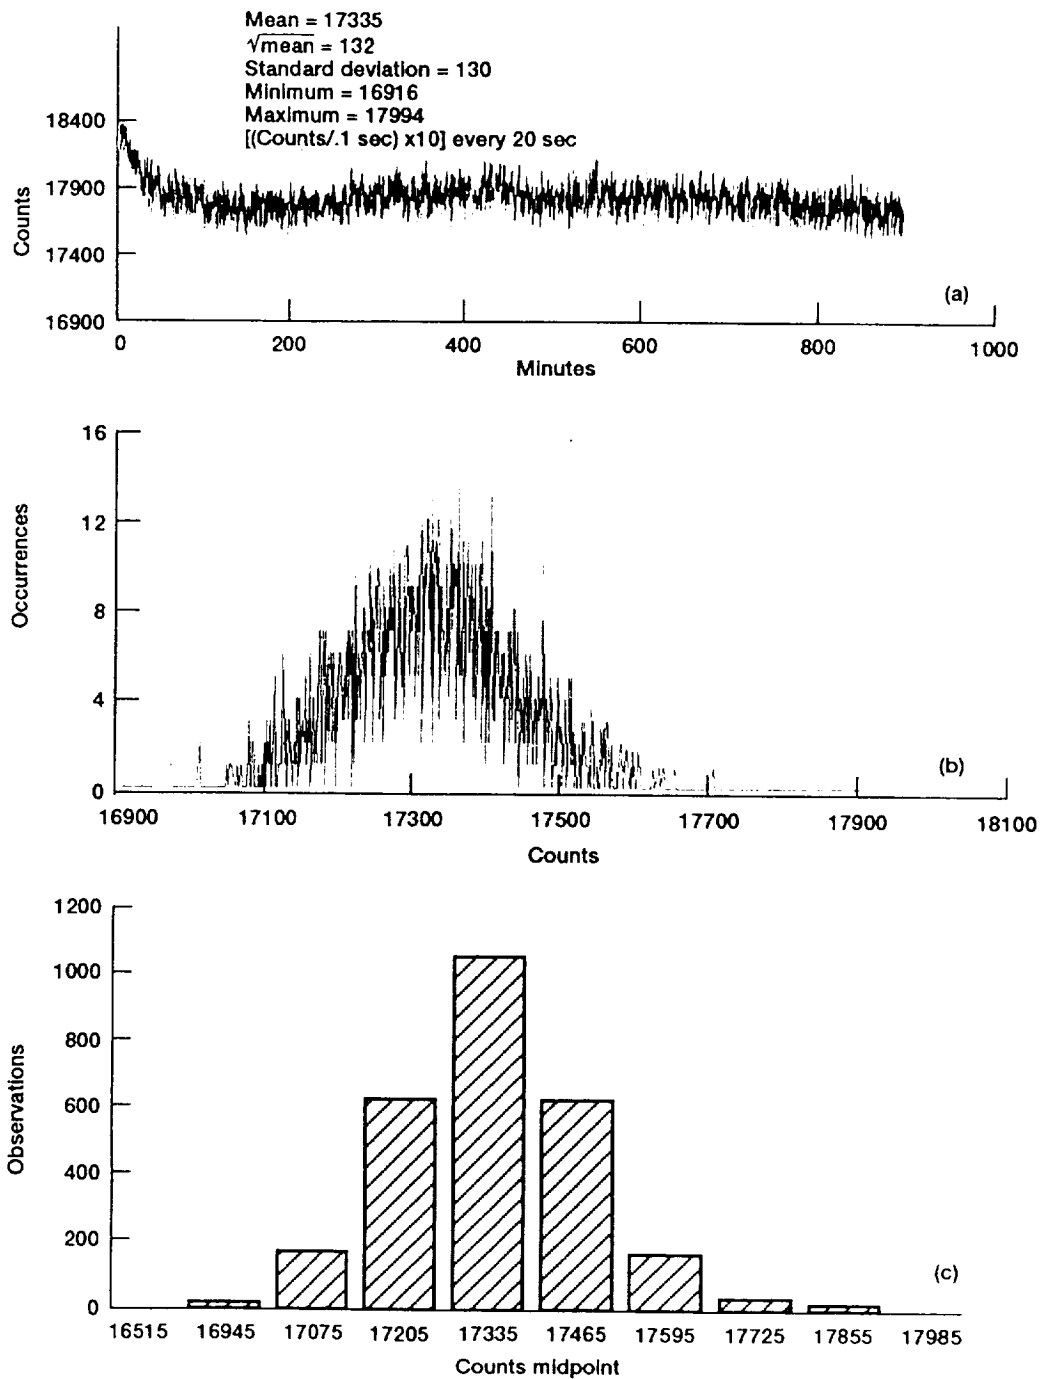 Mean = 17335
√mean = 132
Standard deviation = 130
Minimum = 16916
Maximum = 17994
[(Counts/.1 sec) x10] every 20 sec
18400
17900
17400
16900
Counts
(a)
0 200 400 600 800 1000
Minutes
16
12
8
4
0
Occurrences
(b)
16900 17100 17300 17500 17700 17900 18100
Counts
1200
1000
800
600
400
200
0
Observations
(c)
16515 16945 17075 17205 17335 17465 17595 17725 17855 17985
Counts midpoint